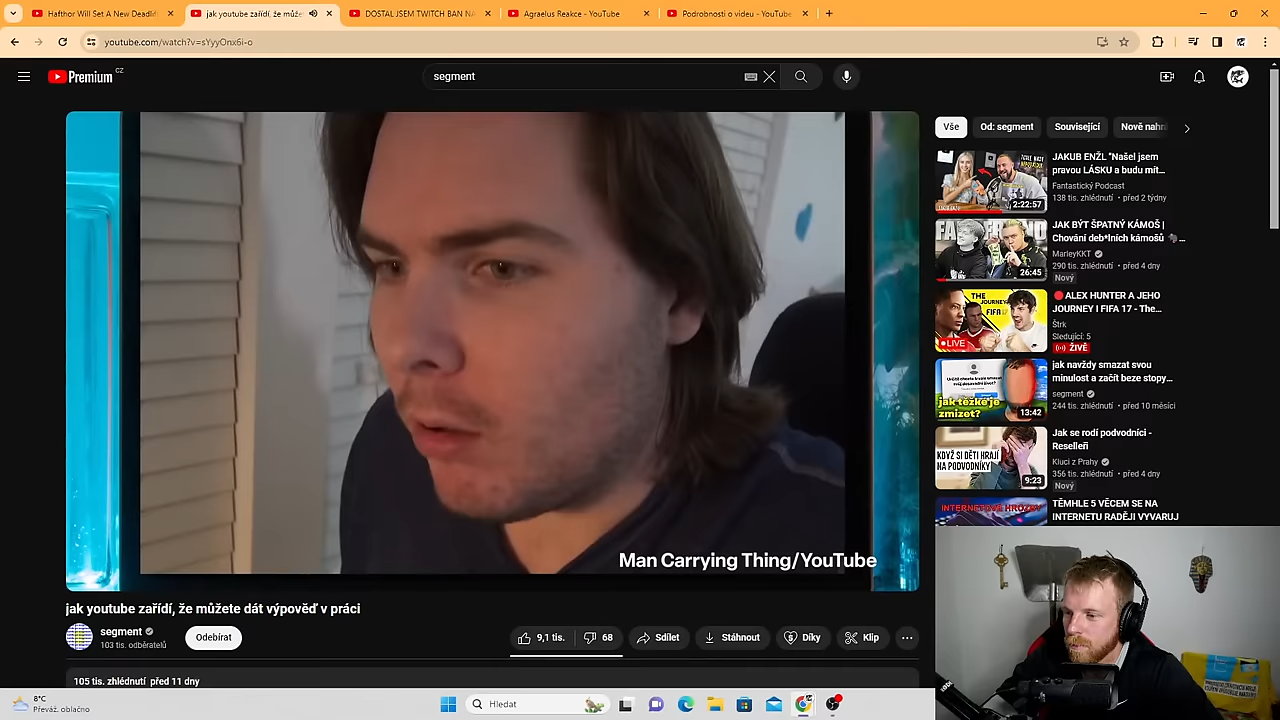 Hafthor Will Set A New Deadli
jak youtube zařídí, že může
DOSTAL JSEM TWITCH BAN NA
Agraelus Reakce - YouTube
Podrobnosti o videu - YouTube
youtube.com/watch?v=sYyyOnx6i-o
Premium CZ
segment
Man Carrying Thing/YouTube
jak youtube zařídí, že můžete dát výpověď v práci
segment
103 tis. odběratelů
Odebírat
9,1 tis.
68
Sdílet
Stáhnout
Díky
Klip
105 tis. zhlédnutí před 11 dny
Vše
Od: segment
Související
Nově nahr
JAKUB ENŽL "Našel jsem
pravou LÁSKU a budu mít...
Fantastický Podcast
138 tis. zhlédnutí • před 2 týdny
2:22:57
JAK BÝT ŠPATNÝ KÁMOŠ |
Chování deb*lních kámošů
MarleyKKT
290 tis. zhlédnutí • před 4 dny
Nový
26:45
ALEX HUNTER A JEHO
JOURNEY I FIFA 17 - The...
Štrk
Sledující: 5
ŽIVĚ
THE
JOURNEY
FIFA
LIVE
jak navždy smazat svou
minulost a začít beze stopy...
segment
244 tis. zhlédnutí • před 10 měsíci
jak těžké je
zmizet?
13:42
Jak se rodí podvodníci -
Reselleři
Kluci z Prahy
356 tis. zhlédnutí • před 4 dny
Nový
KDYŽ SI DĚTI HRAJÍ
NA PODVODNÍKY
9:23
TĚMHLE 5 VĚCEM SE NA
INTERNETU RADĚJI VYVARUJ
INTERNETOVÉ HROZBY
8°C
Převáž. oblačno
Hledat